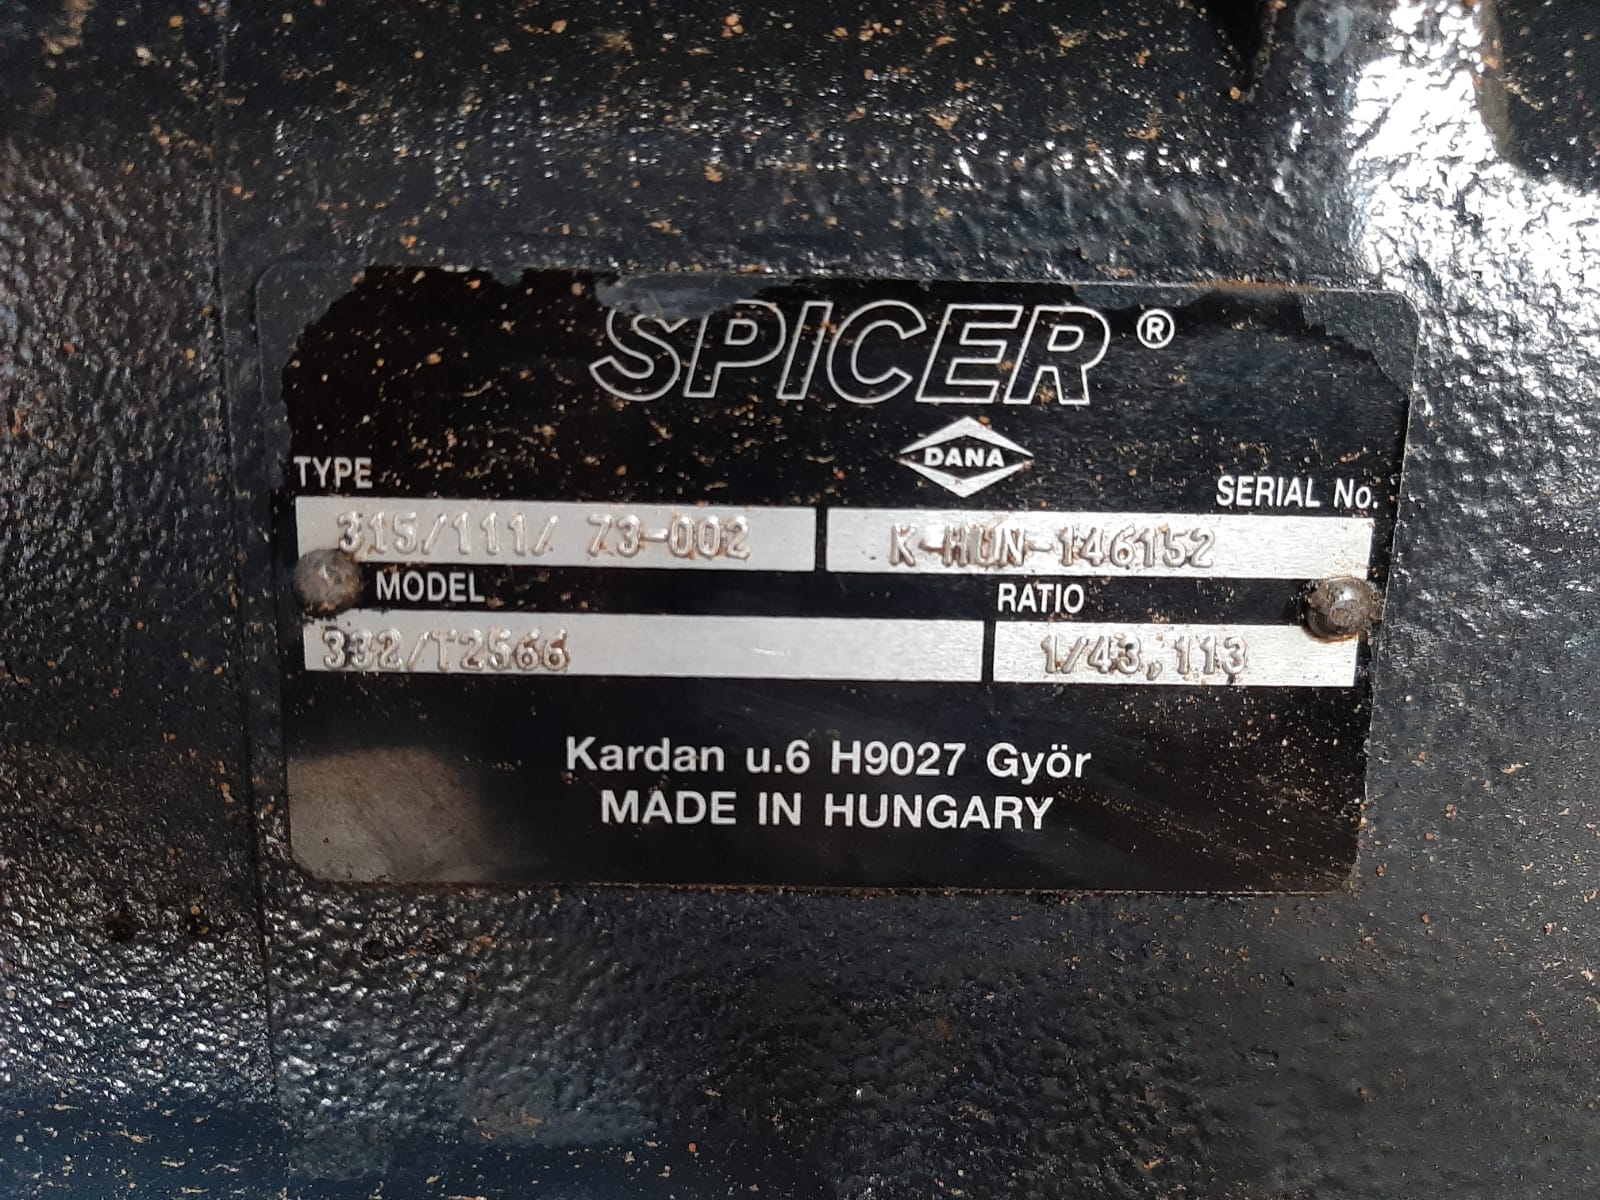 SPICER®
DANA
TYPE
SERIAL No.
315/111/ 73-002
K-HUN-146152
MODEL
RATIO
332/T2566
1/43,113
Kardan u.6 H9027 Györ
MADE IN HUNGARY